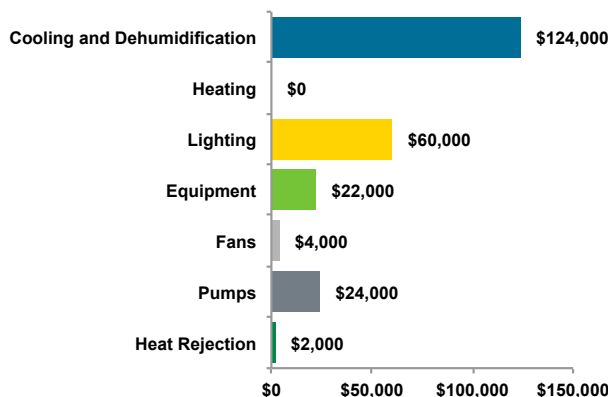 Cooling and Dehumidification $124,000
Heating $0
Lighting $60,000
Equipment $22,000
Fans $4,000
Pumps $24,000
Heat Rejection $2,000
$0 $50,000 $100,000 $150,000